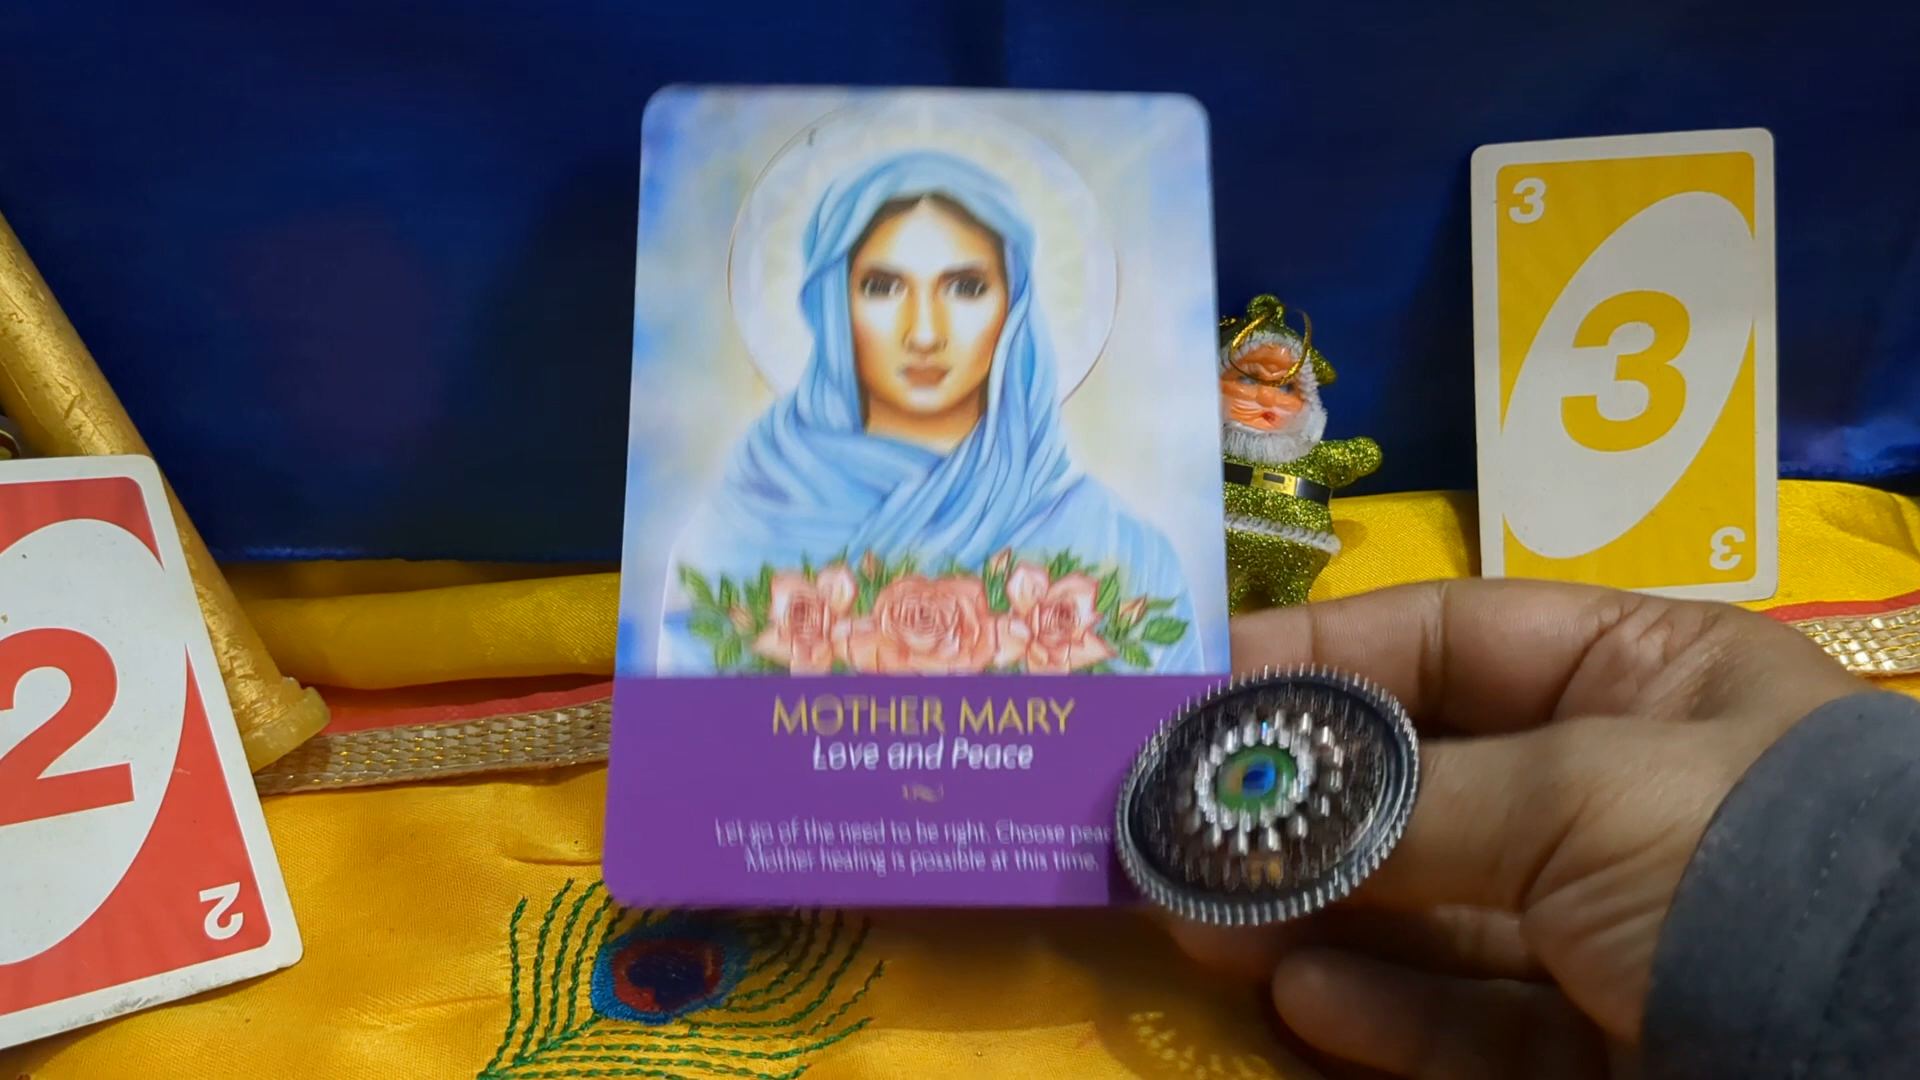 3
3
3
2
2
MOTHER MARY
Love and Peace
Let go of the need to be right. Choose
Mother healing is possible at this time.